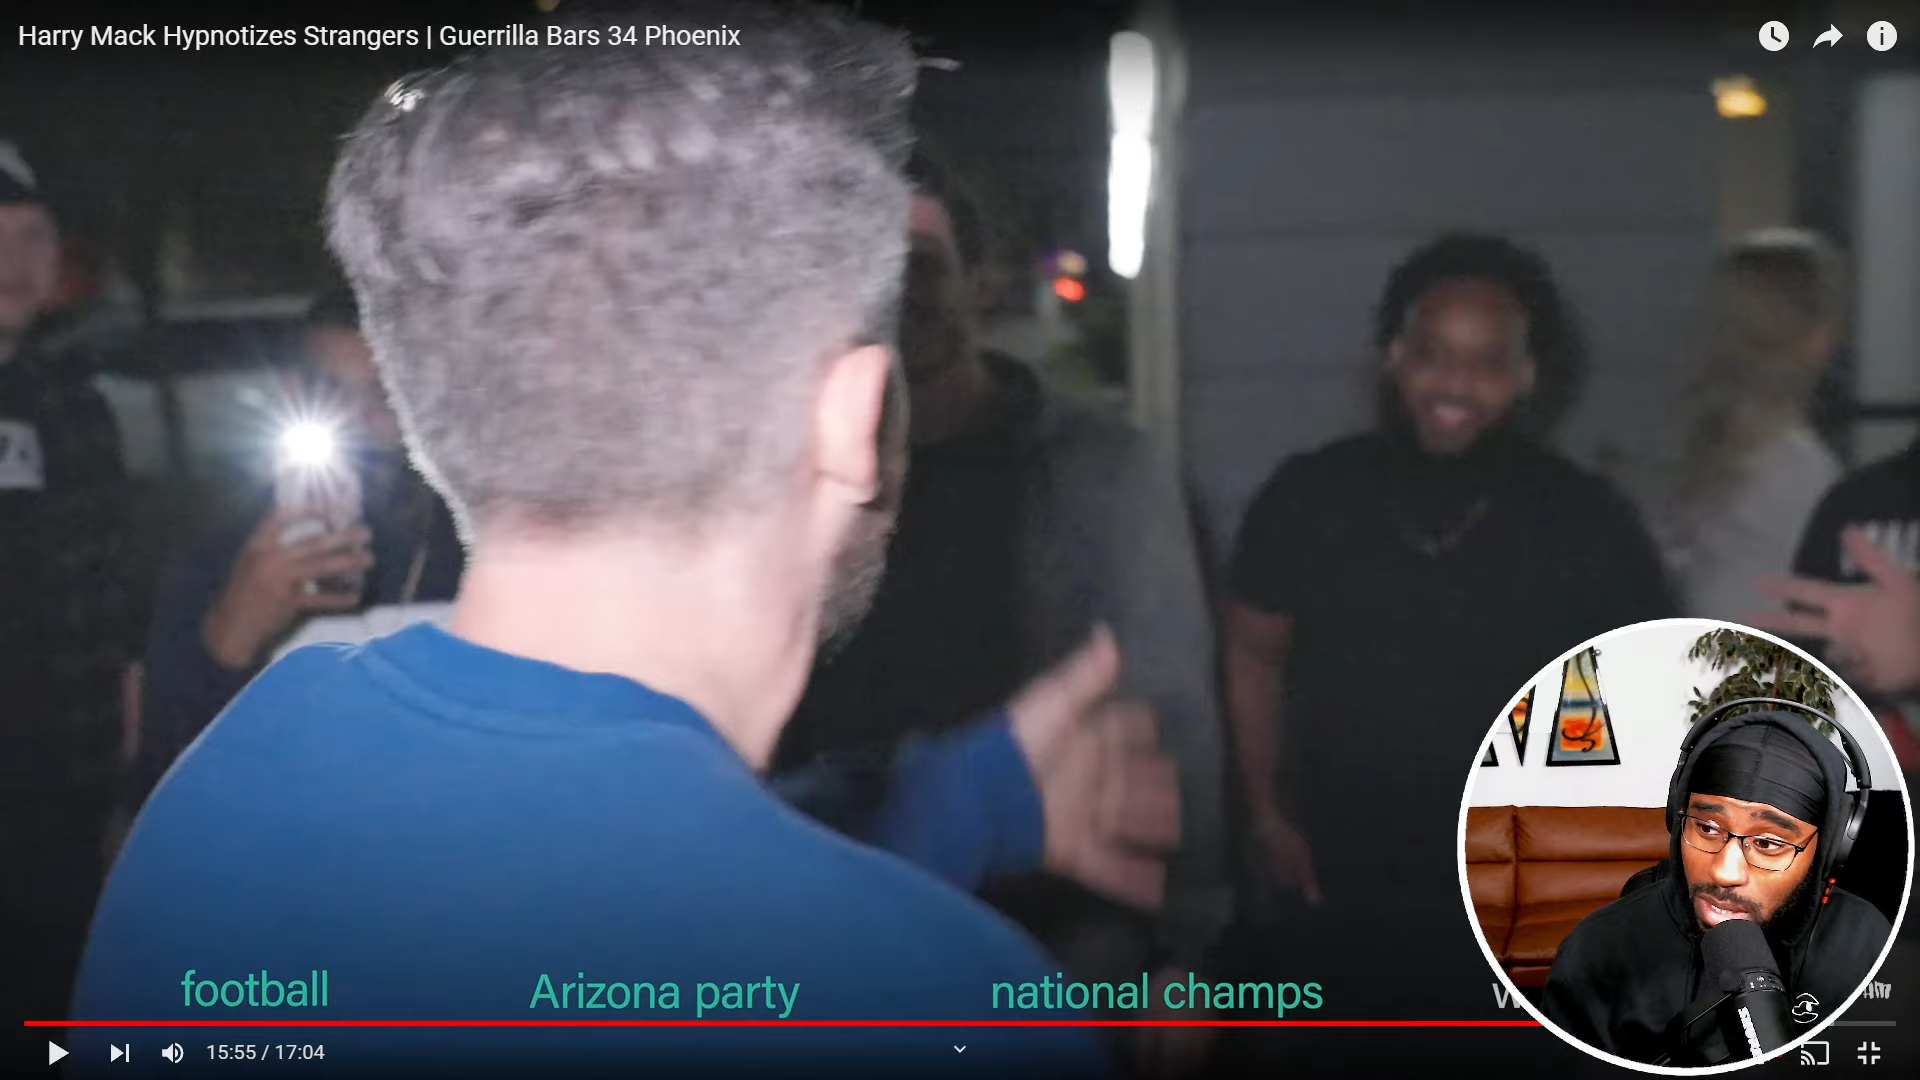 Harry Mack Hypnotizes Strangers | Guerrilla Bars 34 Phoenix
football Arizona party national champs
15:55 / 17:04